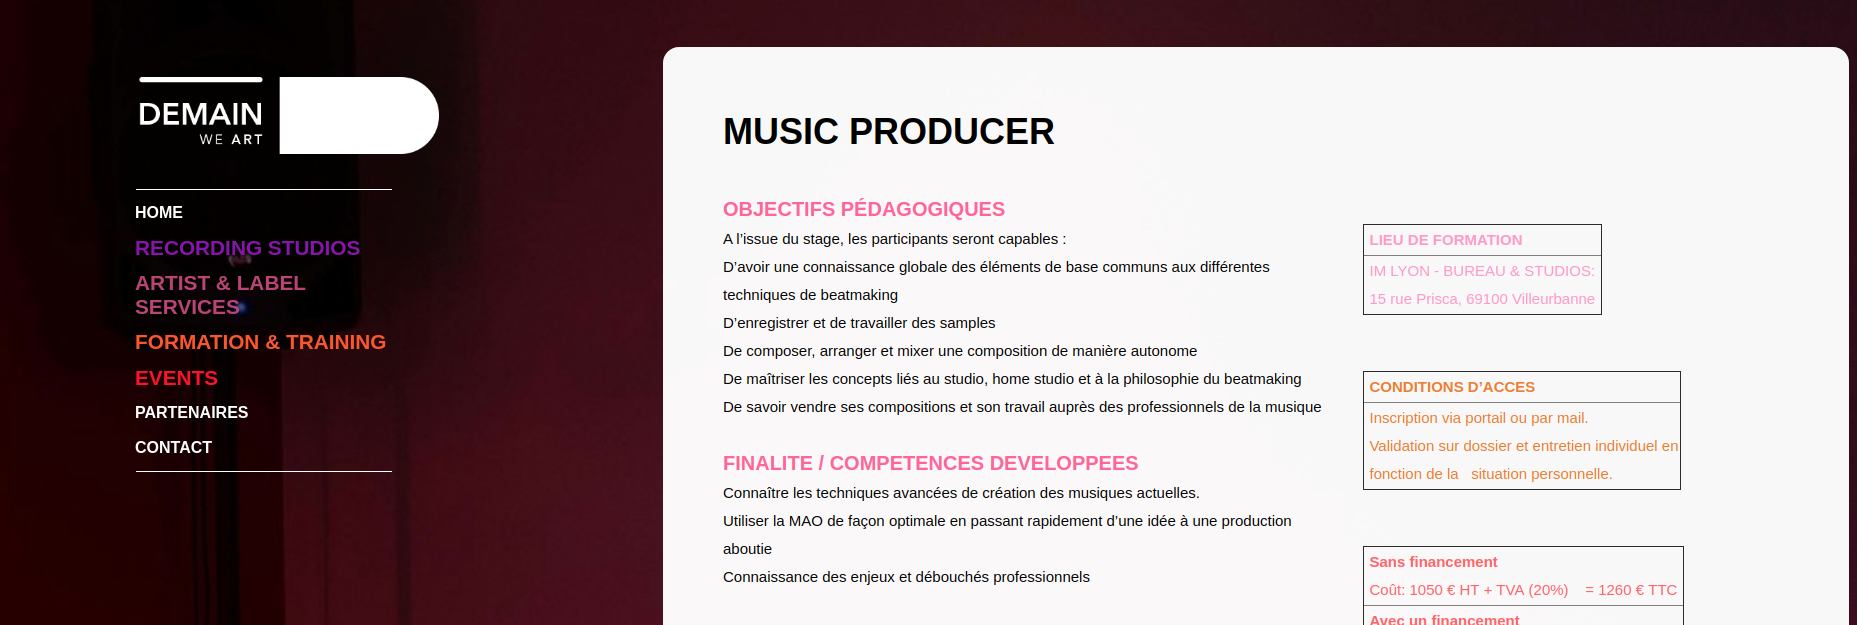 DEMAIN
WE ART
HOME
RECORDING STUDIOS
ARTIST & LABEL
SERVICES
FORMATION & TRAINING
EVENTS
PARTENAIRES
CONTACT
MUSIC PRODUCER
OBJECTIFS PÉDAGOGIQUES
A l’issue du stage, les participants seront capables :
D’avoir une connaissance globale des éléments de base communs aux différentes
techniques de beatmaking
D’enregistrer et de travailler des samples
De composer, arranger et mixer une composition de manière autonome
De maîtriser les concepts liés au studio, home studio et à la philosophie du beatmaking
De savoir vendre ses compositions et son travail auprès des professionnels de la musique
FINALITE / COMPETENCES DEVELOPPEES
Connaître les techniques avancées de création des musiques actuelles.
Utiliser la MAO de façon optimale en passant rapidement d’une idée à une production
aboutie
Connaissance des enjeux et débouchés professionnels
LIEU DE FORMATION
IM LYON - BUREAU & STUDIOS:
15 rue Prisca, 69100 Villeurbanne
CONDITIONS D’ACCES
Inscription via portail ou par mail.
Validation sur dossier et entretien individuel en
fonction de la   situation personnelle.
Sans financement
Coût: 1050 € HT + TVA (20%)    = 1260 € TTC
Avec un financement